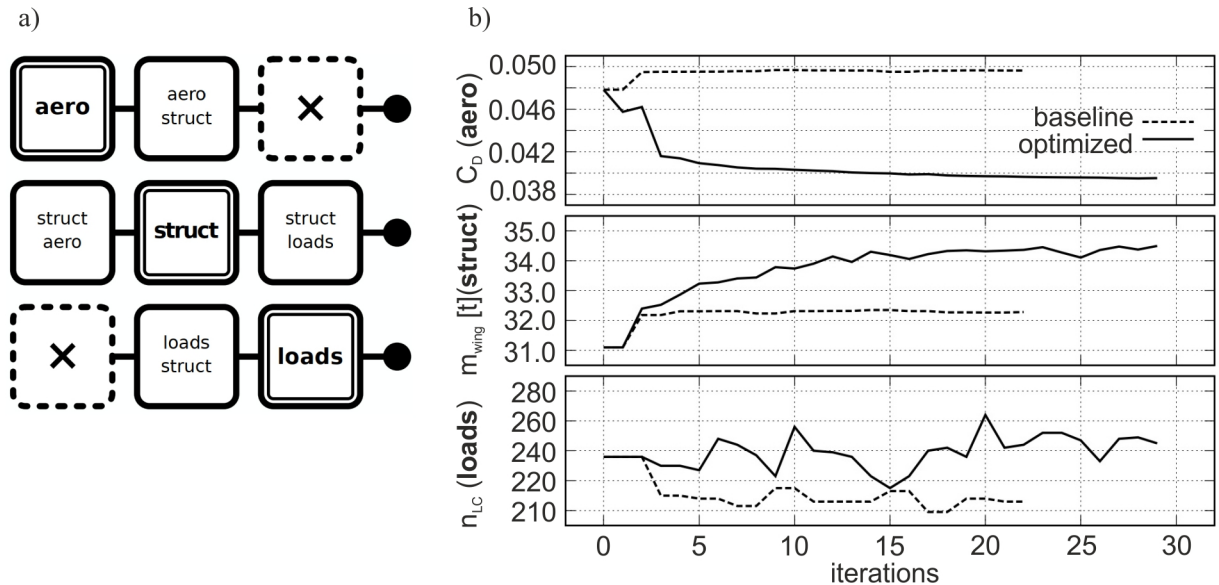 a)
aero
aero
struct
×
struct
aero
struct
struct
loads
×
loads
struct
loads
b)
C_D (aero)
0.050
0.046
0.042
0.038
baseline
optimized
m_wing [t](struct)
35.0
34.0
33.0
32.0
31.0
n_LC (loads)
280
260
240
220
210
0 5 10 15 20 25 30
iterations